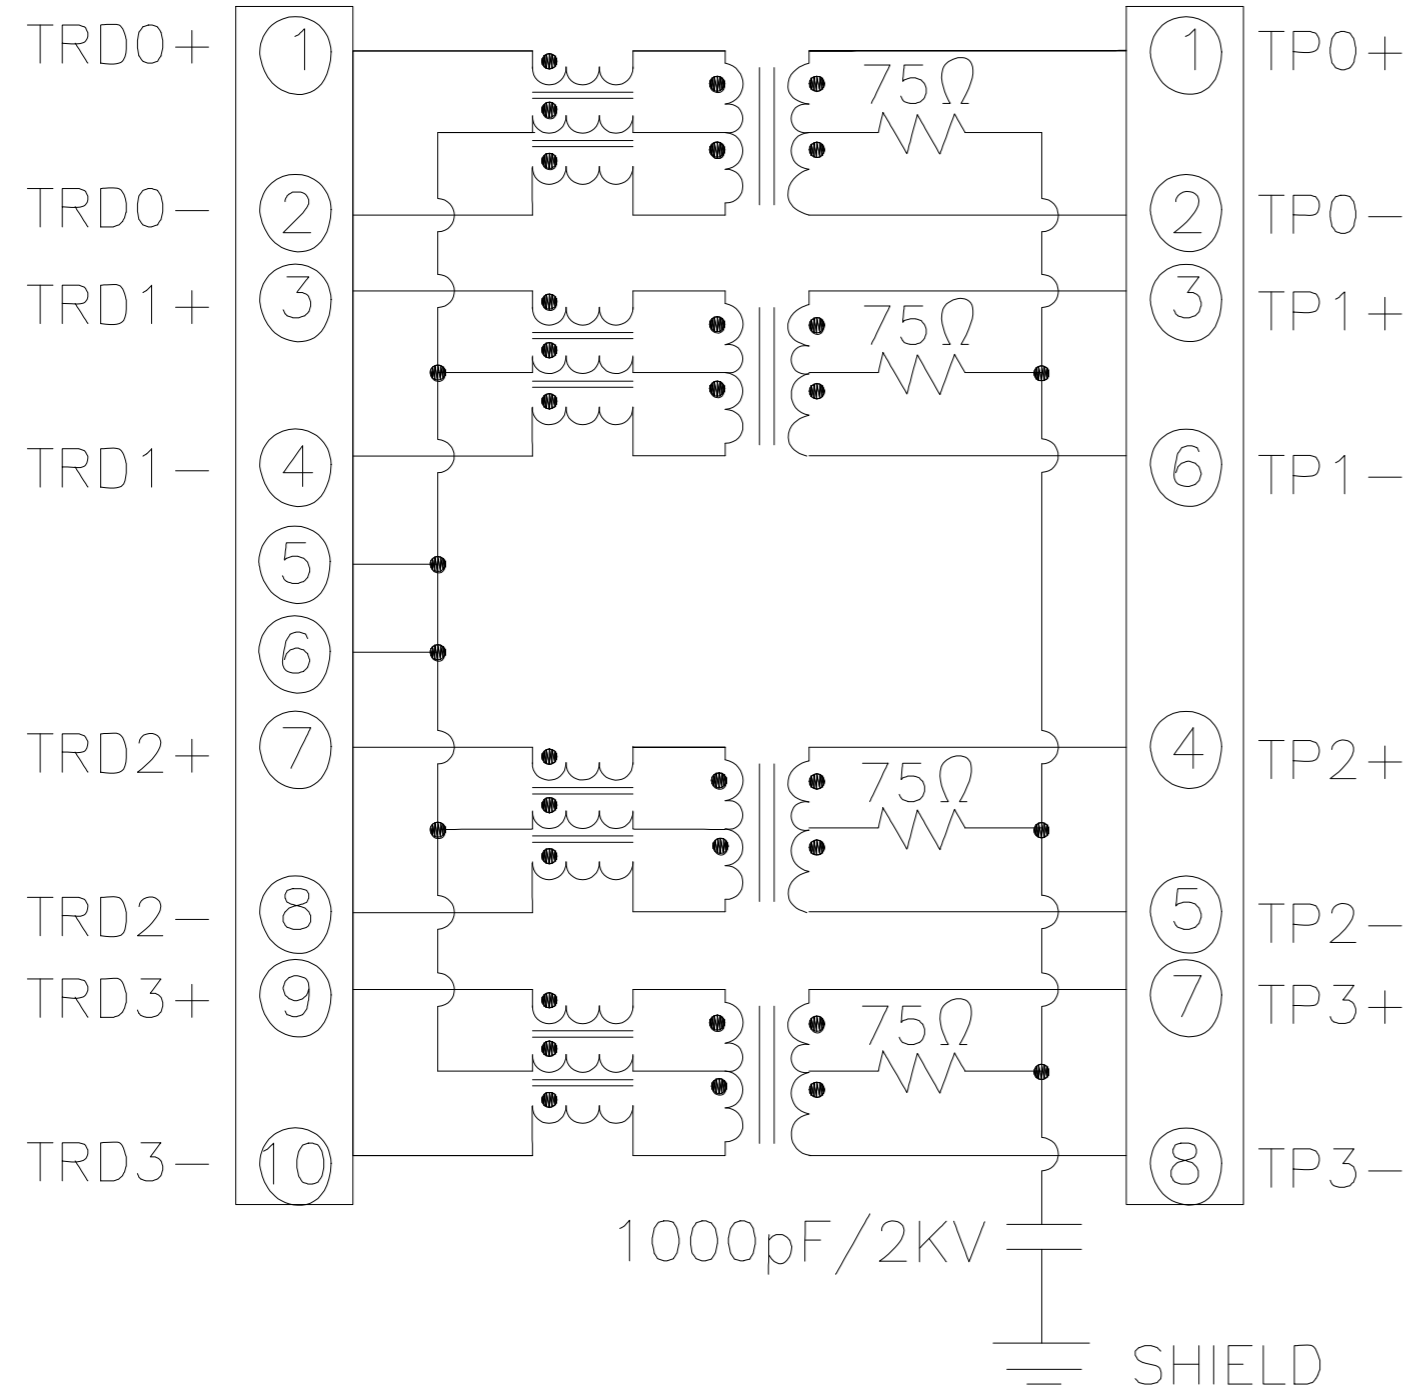 TRD0+ 1 1 TP0+
75Ω
TRD0- 2 2 TP0-
TRD1+ 3 3 TP1+
75Ω
TRD1- 4 6 TP1-
5
6
TRD2+ 7 4 TP2+
75Ω
TRD2- 8 5 TP2-
TRD3+ 9 7 TP3+
75Ω
TRD3- 10 8 TP3-
1000pF/2KV
SHIELD